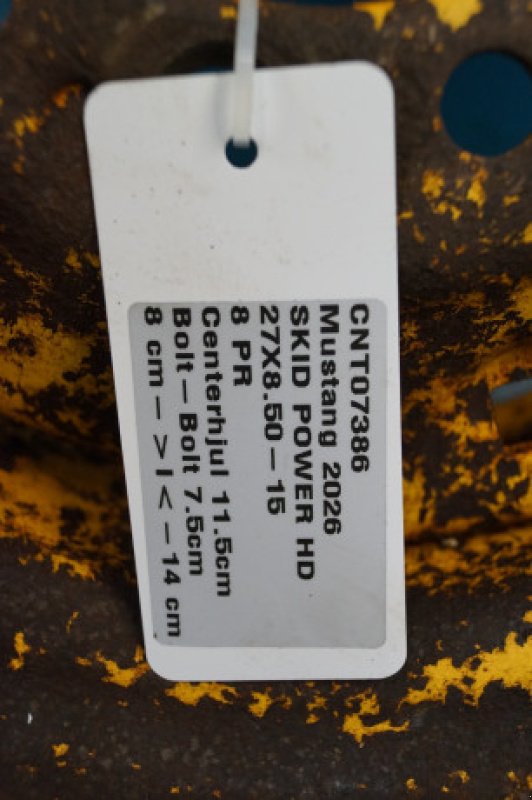 CNT07386
Mustang 2026
SKID POWER HD
27X8.50-15
8 PR
Centerhjul 11.5cm
Bolt - Bolt 7.5cm
8 cm - >I< - 14 cm